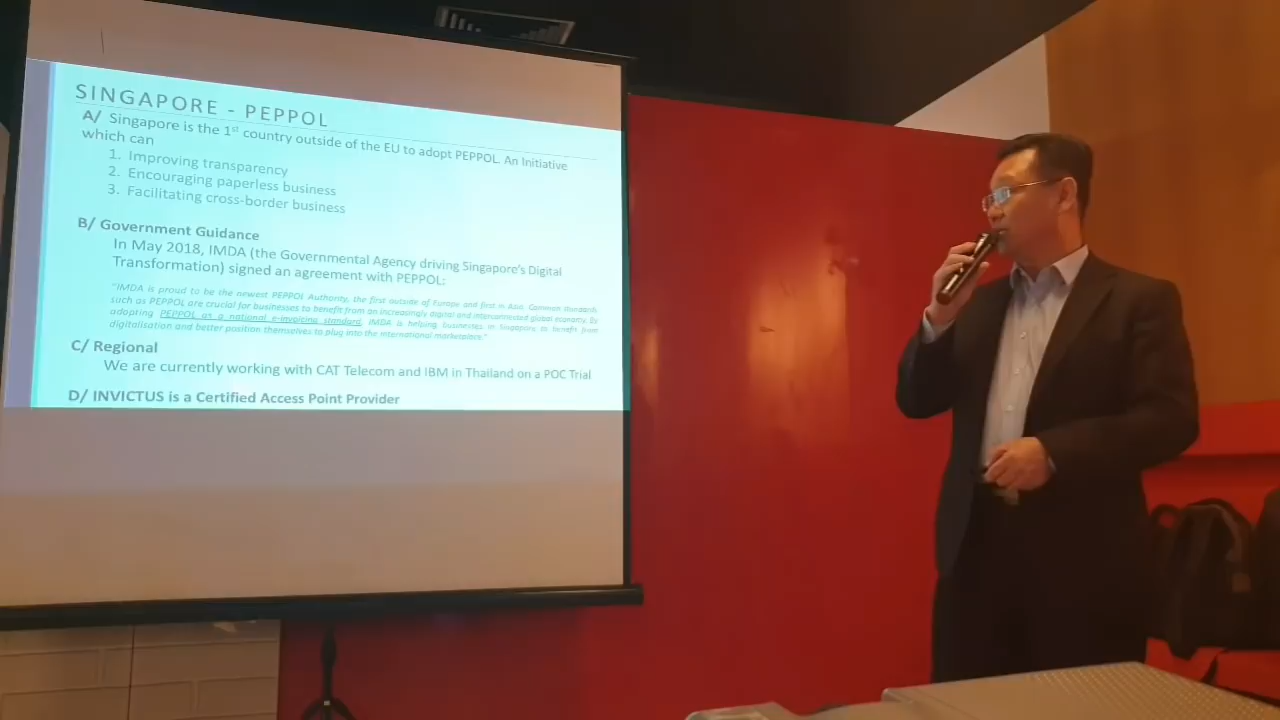 SINGAPORE - PEPPOL
A/ Singapore is the 1st country outside of the EU to adopt PEPPOL. An Initiative
which can
1. Improving transparency
2. Encouraging paperless business
3. Facilitating cross-border business
B/ Government Guidance
In May 2018, IMDA (the Governmental Agency driving Singapore's Digital
Transformation) signed an agreement with PEPPOL:
"IMDA is proud to be the newest PEPPOL Authority, the first outside of Europe and first in Asia. Common standards
such as PEPPOL are crucial for businesses to benefit from an increasingly digital and interconnected global economy. By
adopting PEPPOL as a national e-invoicing standard, IMDA is helping businesses in Singapore to benefit from
digitalisation and better position themselves to plug into the international marketplace."
C/ Regional
We are currently working with CAT Telecom and IBM in Thailand on a POC Trial
D/ INVICTUS is a Certified Access Point Provider